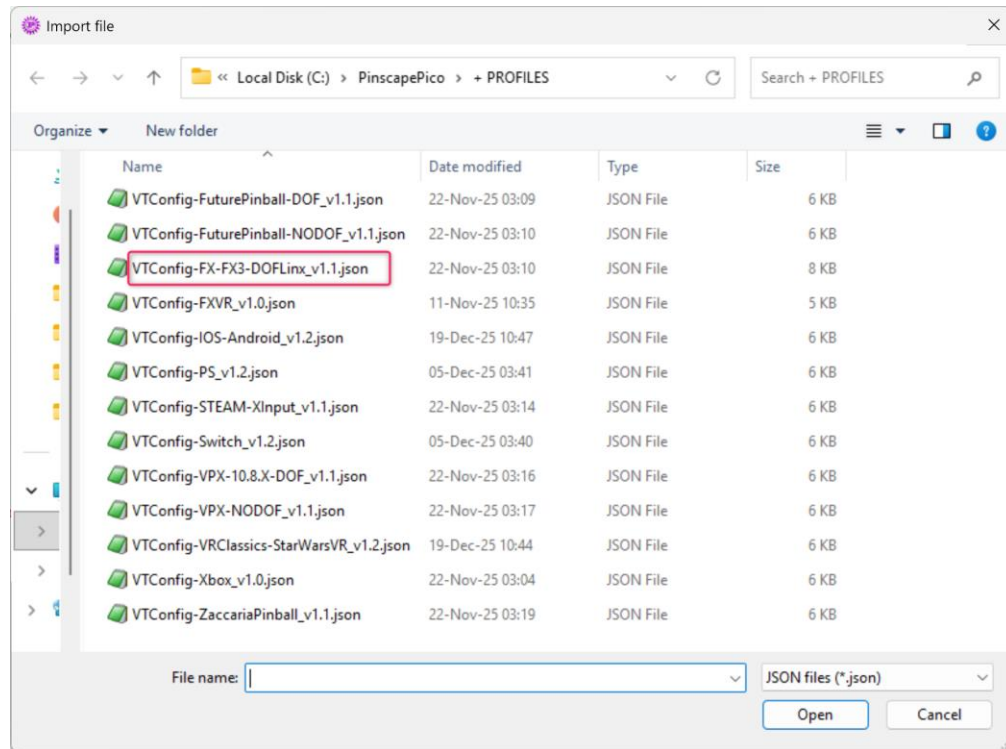 Import file
« Local Disk (C:) > PinscapePico > + PROFILES
Search + PROFILES
Organize
New folder
Name Date modified Type Size
VTConfig-FuturePinball-DOF_v1.1.json 22-Nov-25 03:09 JSON File 6 KB
VTConfig-FuturePinball-NODOF_v1.1.json 22-Nov-25 03:10 JSON File 6 KB
VTConfig-FX-FX3-DOFLinx_v1.1.json 22-Nov-25 03:10 JSON File 8 KB
VTConfig-FXVR_v1.0.json 11-Nov-25 10:35 JSON File 5 KB
VTConfig-IOS-Android_v1.2.json 19-Dec-25 10:47 JSON File 6 KB
VTConfig-PS_v1.2.json 05-Dec-25 03:41 JSON File 6 KB
VTConfig-STEAM-XInput_v1.1.json 22-Nov-25 03:14 JSON File 6 KB
VTConfig-Switch_v1.2.json 05-Dec-25 03:40 JSON File 6 KB
VTConfig-VPX-10.8.X-DOF_v1.1.json 22-Nov-25 03:16 JSON File 6 KB
VTConfig-VPX-NODOF_v1.1.json 22-Nov-25 03:17 JSON File 6 KB
VTConfig-VRClassics-StarWarsVR_v1.2.json 19-Dec-25 10:44 JSON File 6 KB
VTConfig-Xbox_v1.0.json 22-Nov-25 03:04 JSON File 6 KB
VTConfig-ZaccariaPinball_v1.1.json 22-Nov-25 03:19 JSON File 6 KB
File name:
JSON files (*.json)
Open
Cancel